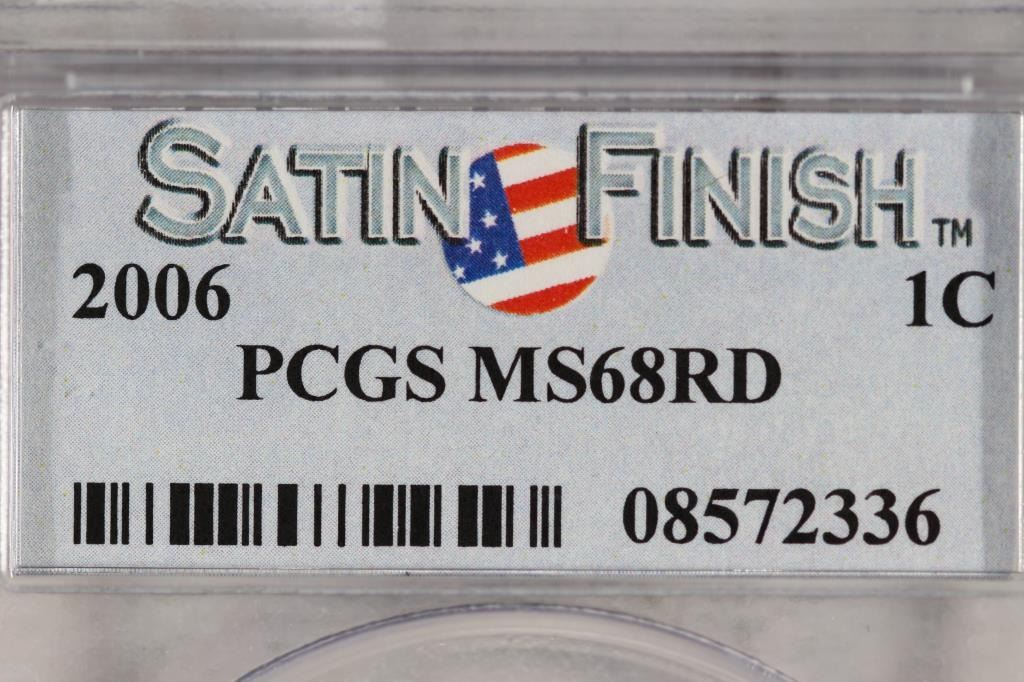 SATIN FINISH™
2006 1C
PCGS MS68RD
08572336